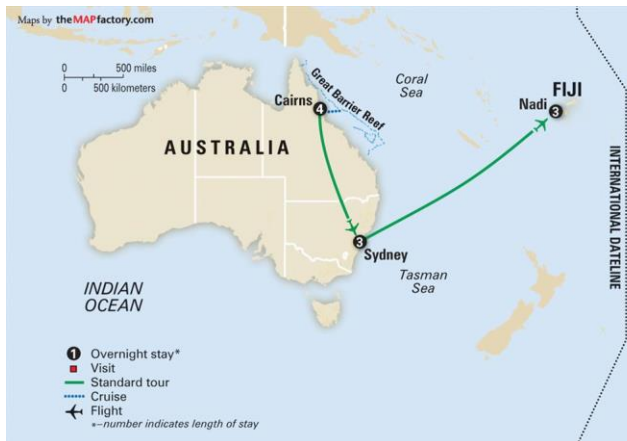 Maps by theMAPfactory.com
0 500 miles
0 500 kilometers
Coral
Sea
FIJI
Nadi
3
Great Barrier Reef
Cairns
4
AUSTRALIA
INTERNATIONAL DATELINE
3
Sydney
Tasman
Sea
INDIAN
OCEAN
1 Overnight stay*
Visit
Standard tour
Cruise
Flight
*–number indicates length of stay